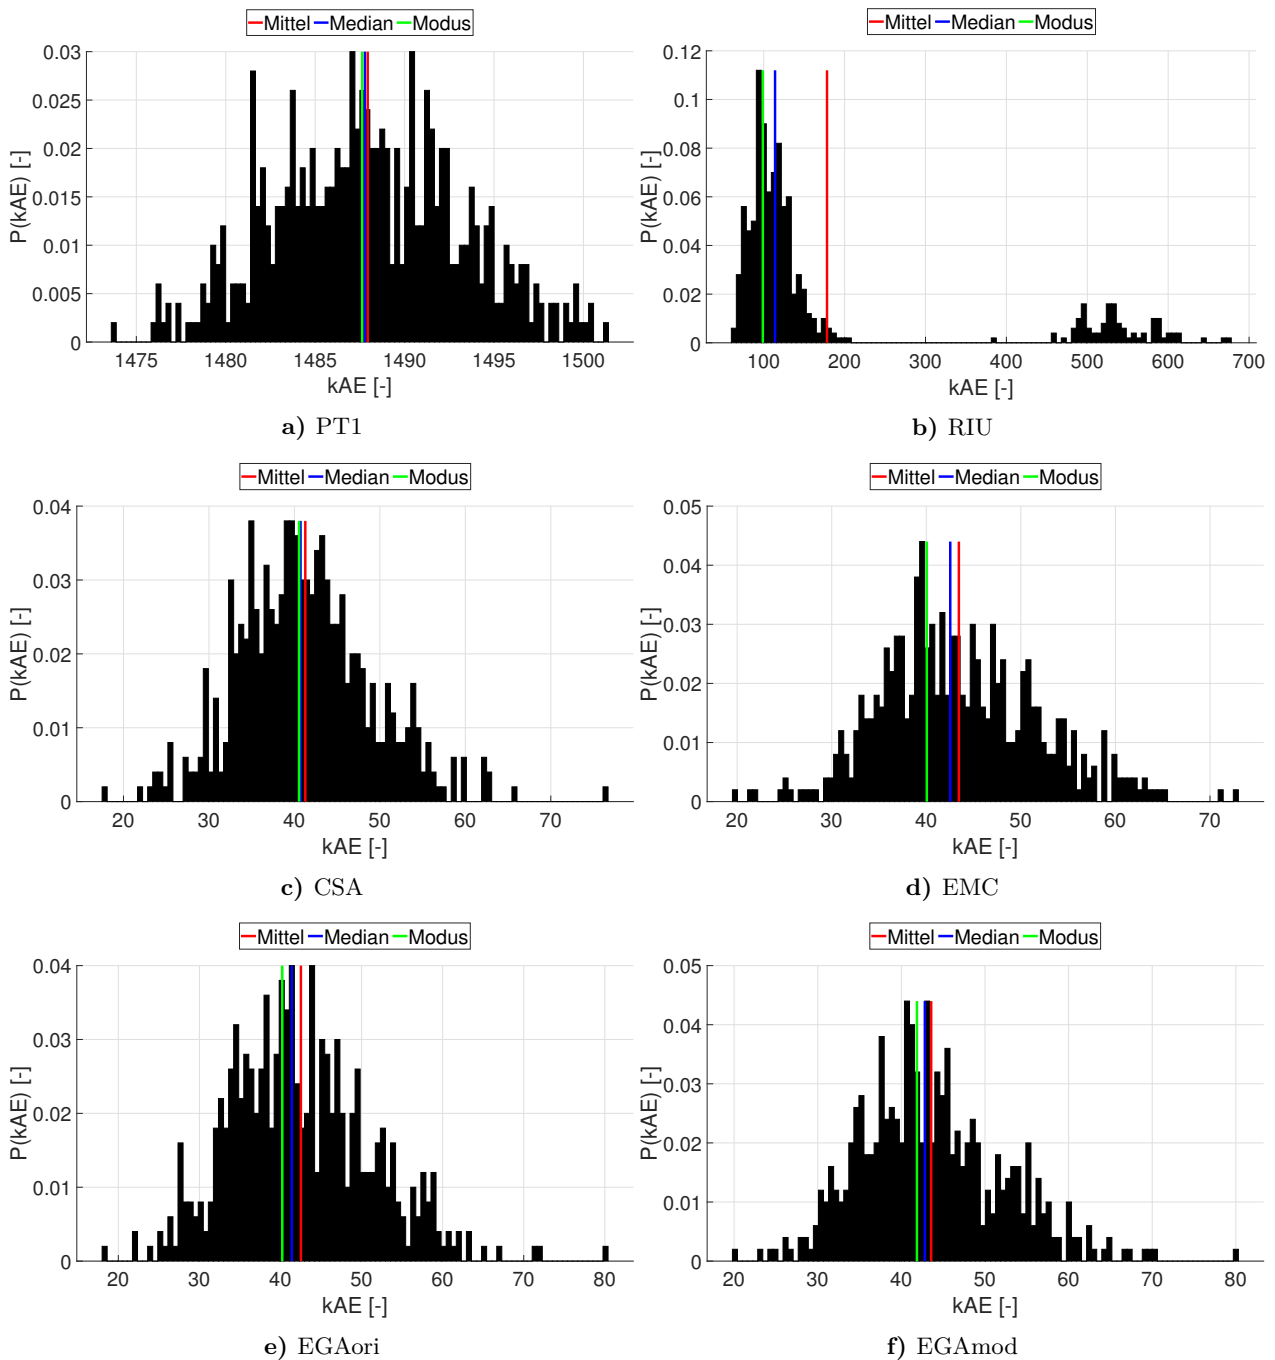 Mittel Median Modus
0.03
0.025
0.02
0.015
0.01
0.005
0
P(kAE) [-]
1475 1480 1485 1490 1495 1500
kAE [-]
a) PT1
Mittel Median Modus
0.12
0.1
0.08
0.06
0.04
0.02
0
P(kAE) [-]
100 200 300 400 500 600 700
kAE [-]
b) RIU
Mittel Median Modus
0.04
0.03
0.02
0.01
0
P(kAE) [-]
20 30 40 50 60 70
kAE [-]
c) CSA
Mittel Median Modus
0.05
0.04
0.03
0.02
0.01
0
P(kAE) [-]
20 30 40 50 60 70
kAE [-]
d) EMC
Mittel Median Modus
0.04
0.03
0.02
0.01
0
P(kAE) [-]
20 30 40 50 60 70 80
kAE [-]
e) EGAori
Mittel Median Modus
0.05
0.04
0.03
0.02
0.01
0
P(kAE) [-]
20 30 40 50 60 70 80
kAE [-]
f) EGAmod